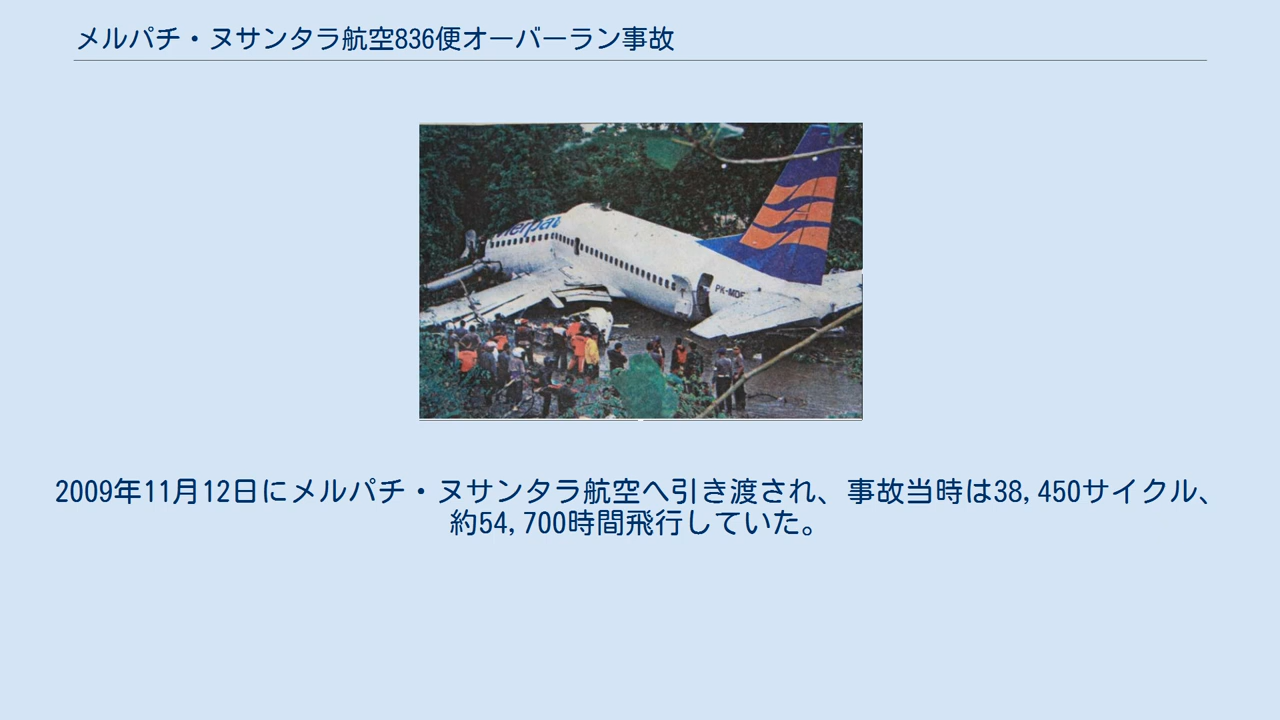 メルパチ・ヌサンタラ航空836便オーバーラン事故
merpat
PK-MDE
2009年11月12日にメルパチ・ヌサンタラ航空へ引き渡され、事故当時は38,450サイクル、
約54,700時間飛行していた。